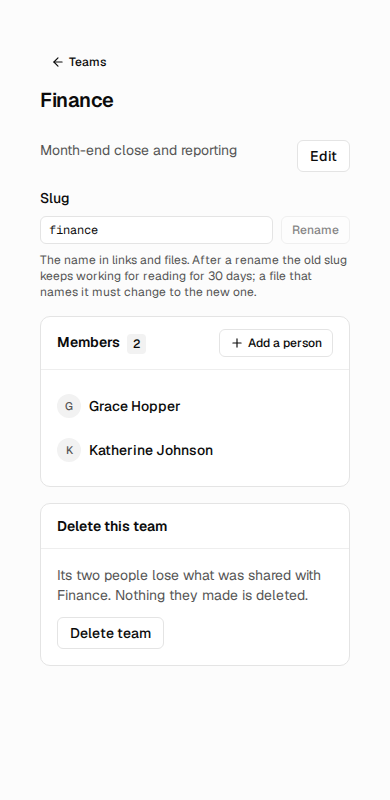 Teams
Finance
Month-end close and reporting
Edit
Slug
finance
Rename
The name in links and files. After a rename the old slug
keeps working for reading for 30 days; a file that
names it must change to the new one.
Members 2
Add a person
G Grace Hopper
K Katherine Johnson
Delete this team
Its two people lose what was shared with
Finance. Nothing they made is deleted.
Delete team